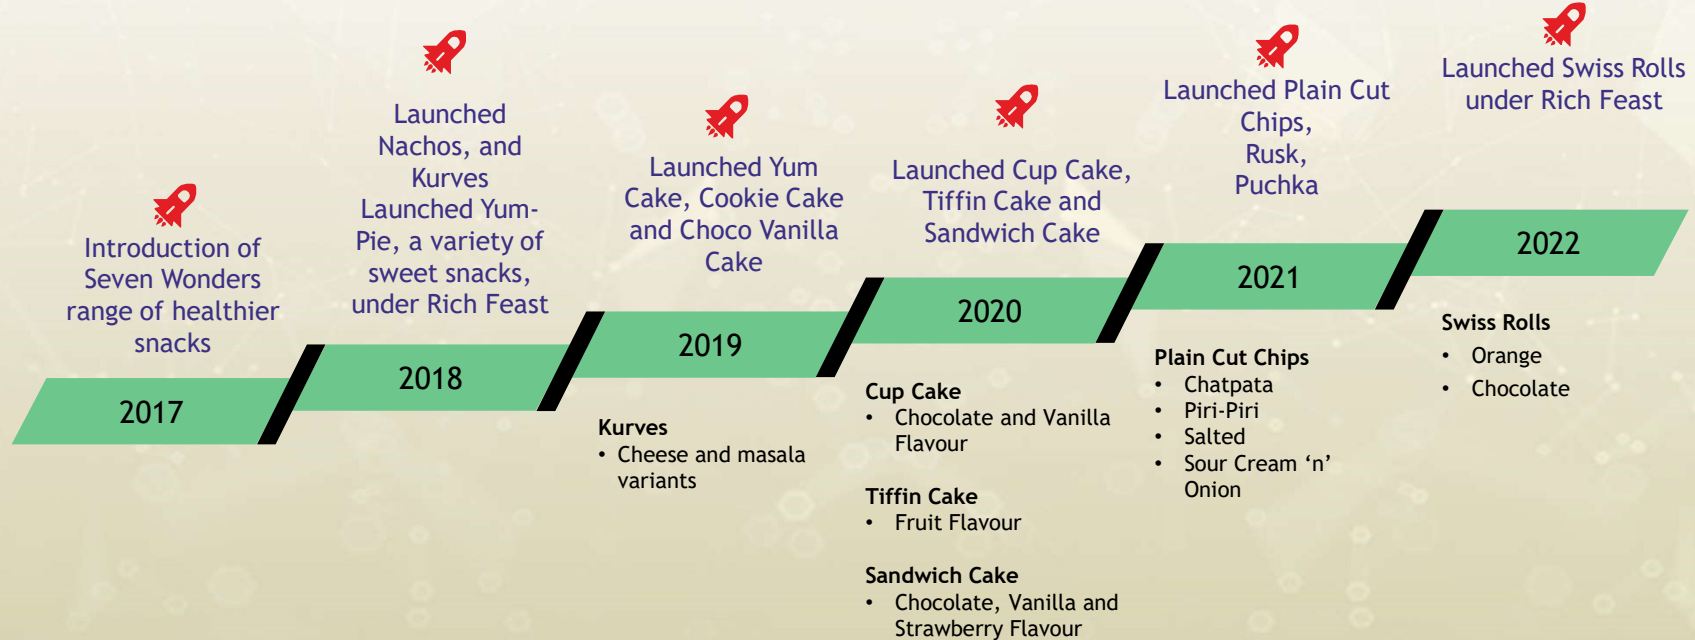 Introduction of
Seven Wonders
range of healthier
snacks
2017
Launched
Nachos, and
Kurves
Launched Yum-
Pie, a variety of
sweet snacks,
under Rich Feast
2018
Launched Yum
Cake, Cookie Cake
and Choco Vanilla
Cake
2019
Kurves
• Cheese and masala
variants
Launched Cup Cake,
Tiffin Cake and
Sandwich Cake
2020
Cup Cake
• Chocolate and Vanilla
Flavour
Tiffin Cake
• Fruit Flavour
Sandwich Cake
• Chocolate, Vanilla and
Strawberry Flavour
Launched Plain Cut
Chips,
Rusk,
Puchka
2021
Plain Cut Chips
• Chatpata
• Piri-Piri
• Salted
• Sour Cream ‘n’
Onion
Launched Swiss Rolls
under Rich Feast
2022
Swiss Rolls
• Orange
• Chocolate